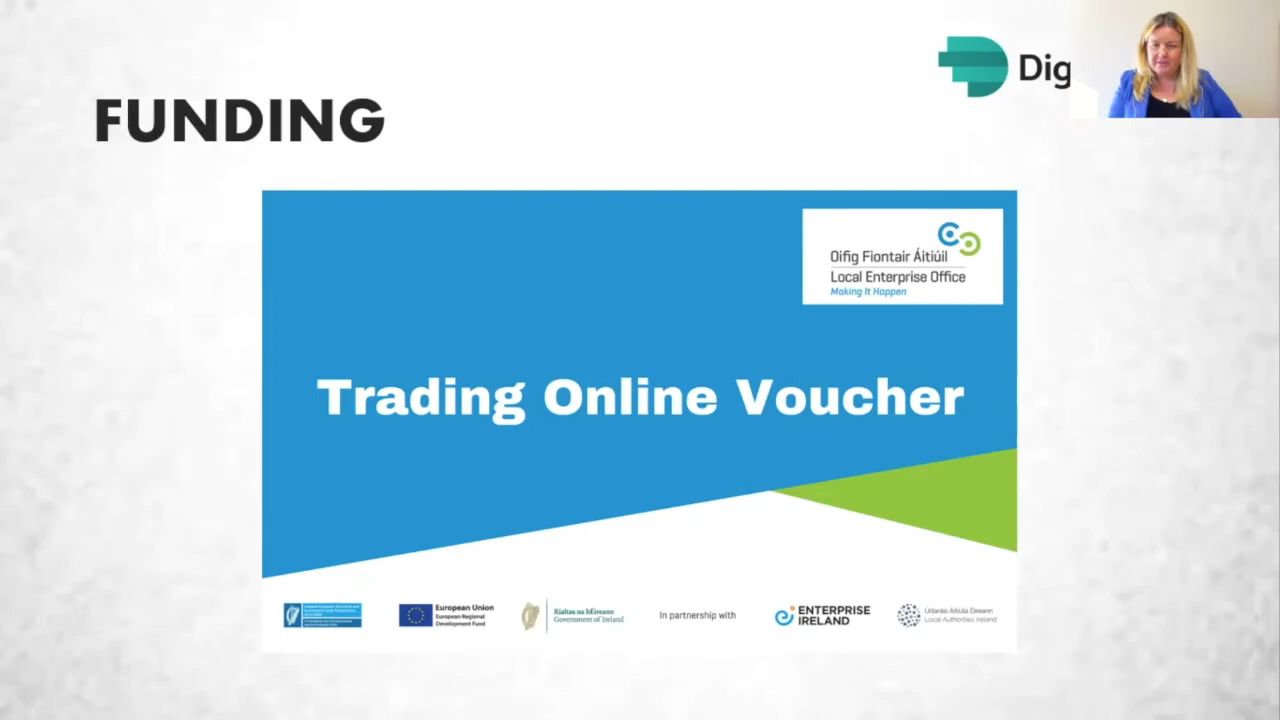 Dig
FUNDING
Oifig Fiontair Áitiúil
Local Enterprise Office
Making It Happen
Trading Online Voucher
European Union
European Regional
Development Fund
Rialtas na hÉireann
Government of Ireland
In partnership with
ENTERPRISE
IRELAND
Údaráis Áitiúla Éireann
Local Authorities Ireland